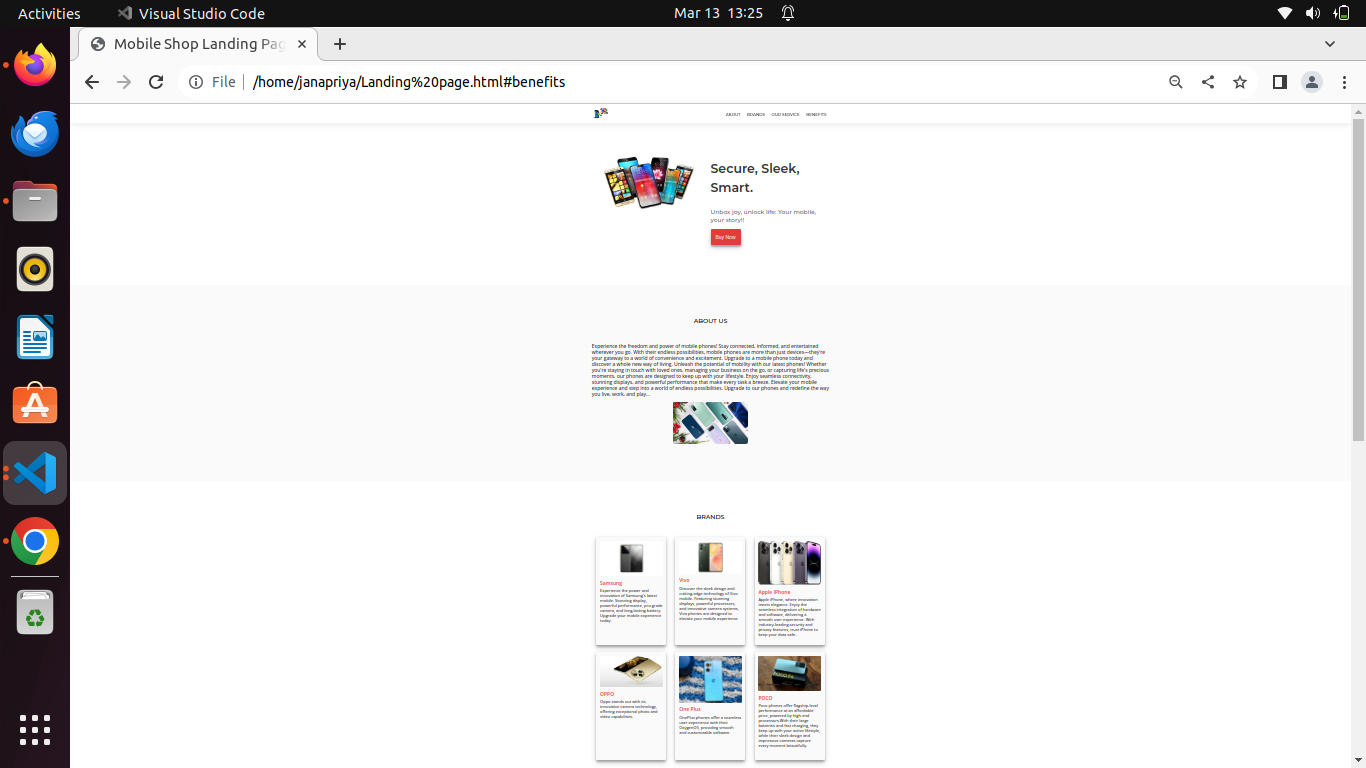 Activities
Visual Studio Code
Mar 13 13:25
Mobile Shop Landing Pag
File
/home/janapriya/Landing%20page.html#benefits
ABOUT BRANDS OUR SERVICE BENEFITS
Secure, Sleek,
Smart.
Unbox joy, unlock life: Your mobile,
your story!!
Buy Now
ABOUT US
Experience the freedom and power of mobile phones! Stay connected, informed, and entertained
wherever you go. With their endless possibilities, mobile phones are more than just devices—they're
your gateway to a world of convenience and excitement. Upgrade to a mobile phone today and
discover a whole new way of living. Unleash the potential of mobility with our latest phones! Whether
you're staying in touch with loved ones, managing your business on the go, or capturing life's precious
moments, our phones are designed to keep up with your lifestyle. Enjoy seamless connectivity,
stunning displays, and powerful performance that make every task a breeze. Elevate your mobile
experience and step into a world of endless possibilities. Upgrade to our phones and redefine the way
you live, work, and play...
BRANDS
Samsung
Experience the power and
innovation of Samsung's latest
mobile. Stunning display,
powerful performance, pro-grade
camera, and long-lasting battery.
Upgrade your mobile experience
today.
Vivo
Discover the sleek design and
cutting-edge technology of Vivo
mobile. Featuring stunning
displays, powerful processors,
and innovative camera systems,
Vivo phones are designed to
elevate your mobile experience
Apple iPhone
Apple iPhone, where innovation
meets elegance. Enjoy the
seamless integration of hardware
and software, delivering a
smooth user experience. With
industry-leading security and
privacy features, trust iPhone to
keep your data safe.
OPPO
Oppo stands out with its
innovative camera technology,
offering exceptional photo and
video capabilities.
One Plus
OnePlus phones offer a seamless
user experience with their
OxygenOS, providing smooth
and customizable software
POCO
Poco phones offer flagship-level
performance at an affordable
price, powered by high-end
processors.With their large
batteries and fast charging, they
keep up with your active lifestyle,
while their sleek design and
impressive cameras capture
every moment beautifully.